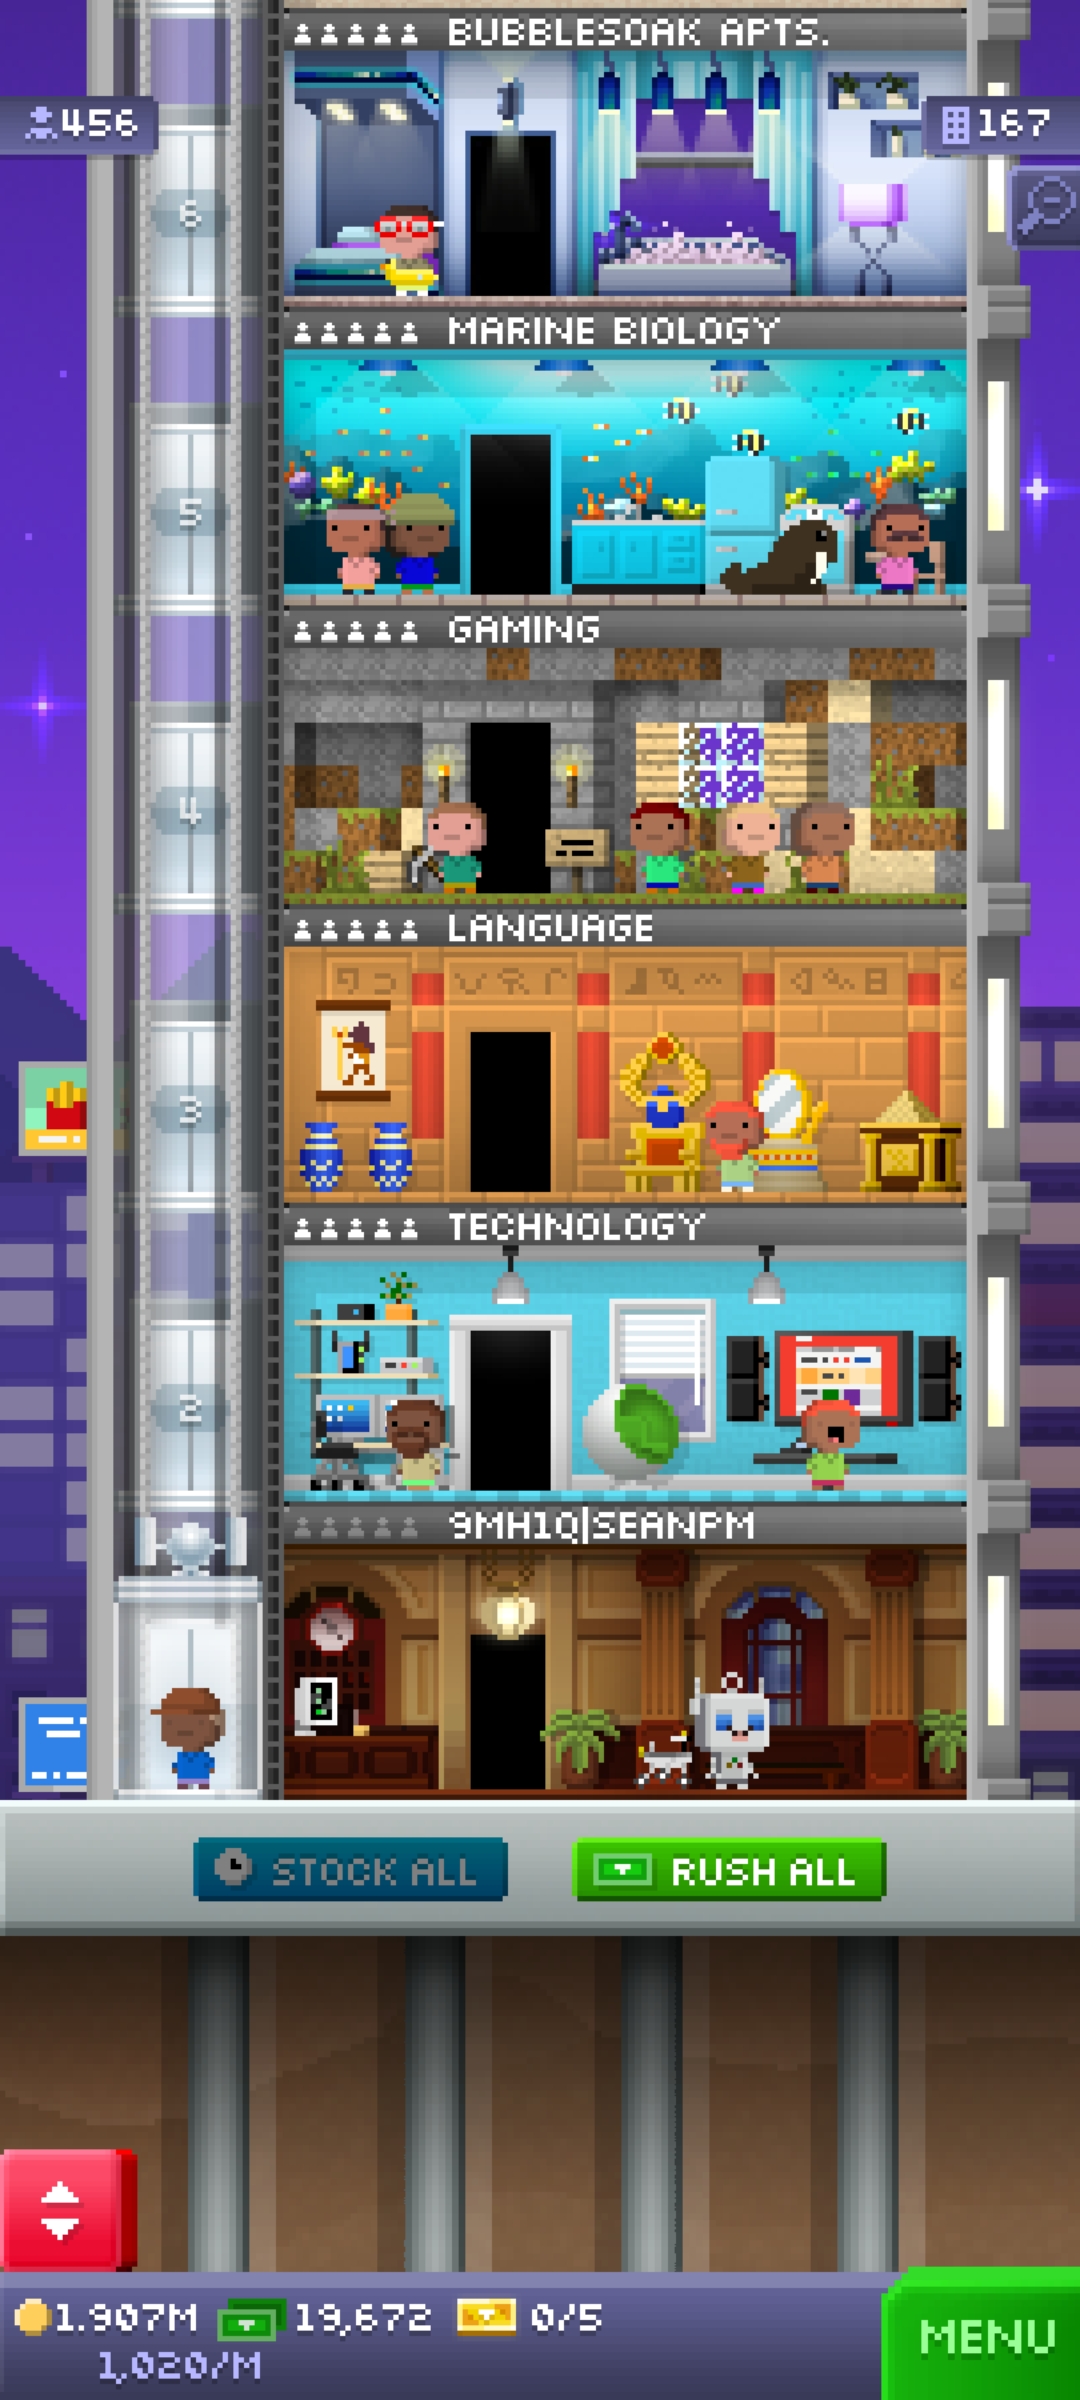 BUBBLESOAK APTS.
456
167
6
MARINE BIOLOGY
5
GAMING
4
LANGUAGE
3
TECHNOLOGY
2
9MH1Q|SEANPM
STOCK ALL
RUSH ALL
1.907M
19,672
0/5
1,020/M
MENU